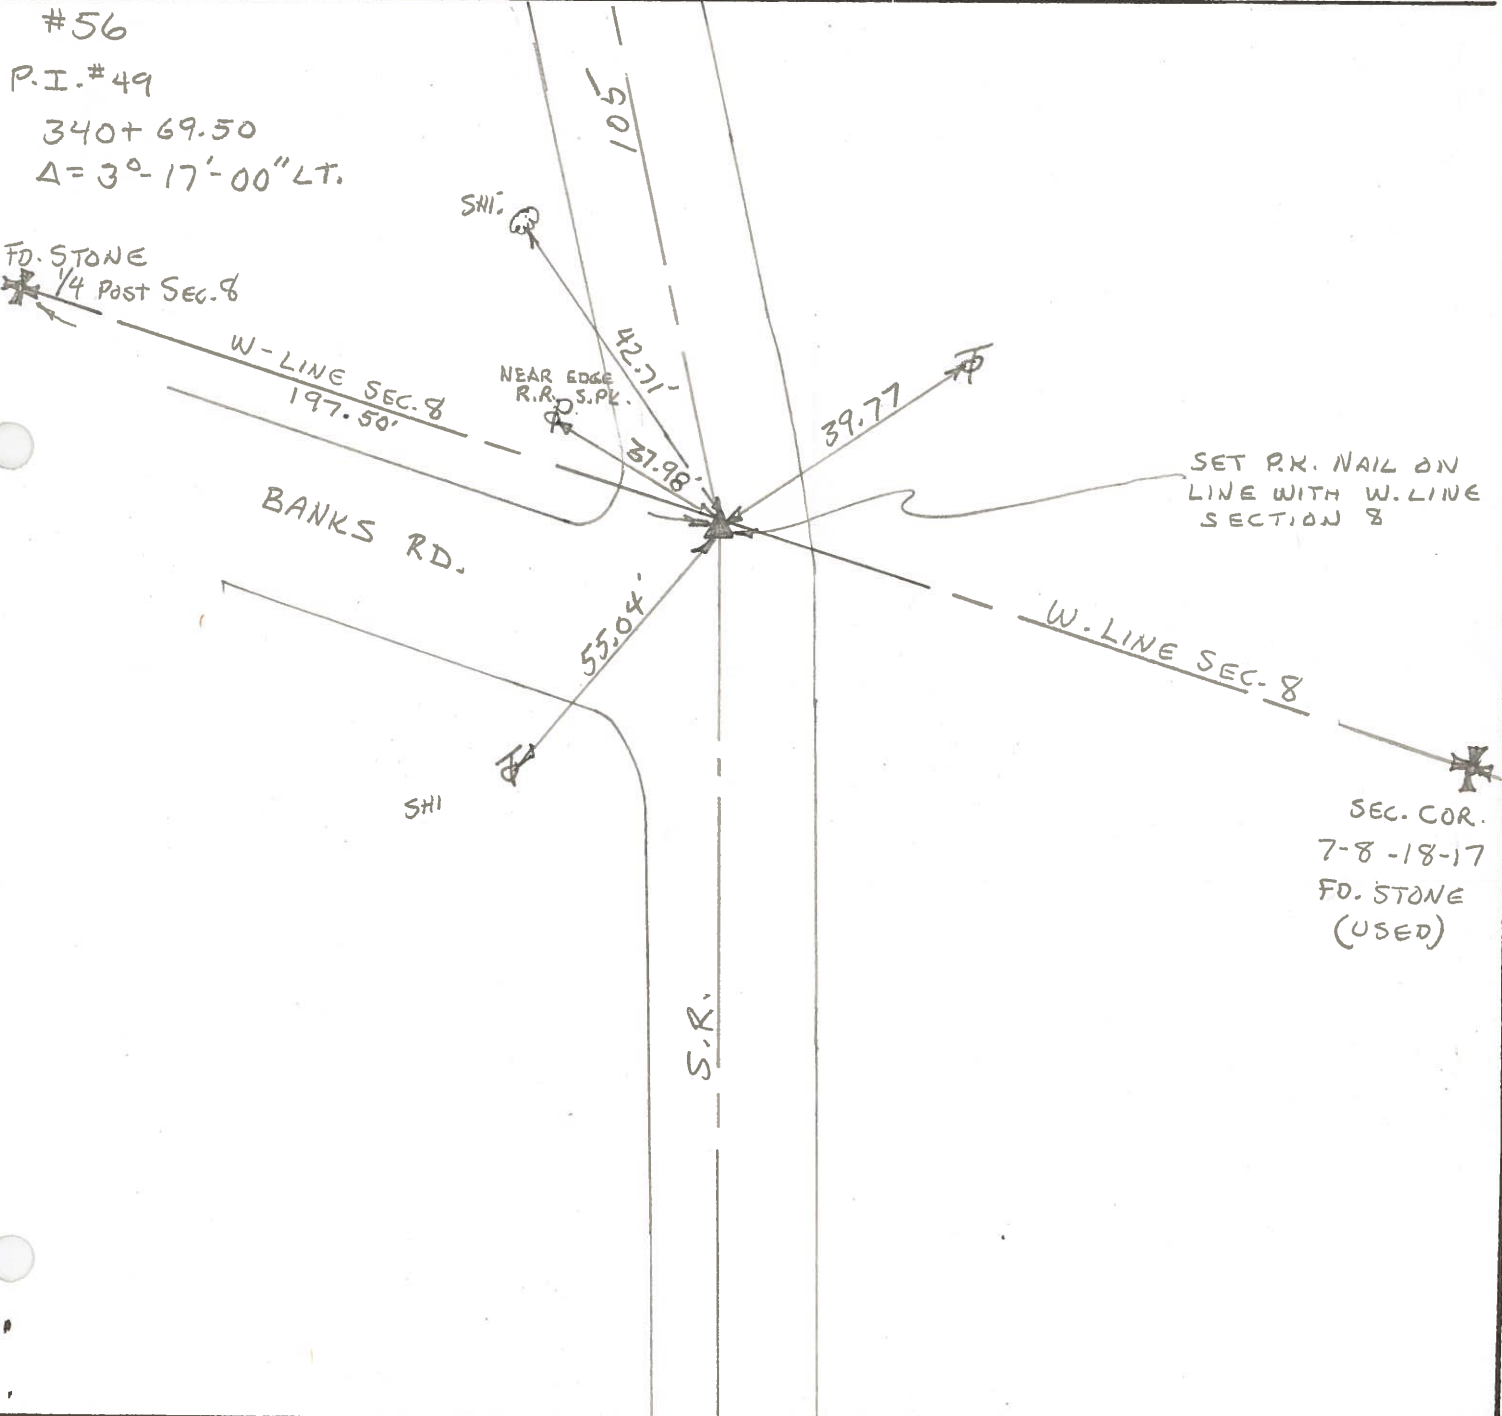 #56
P.I.#49
340+69.50
Δ=3°-17'-00"LT.
105
SHI.
FD. STONE
1/4 POST SEC.8
W-LINE SEC.8
197.50'
42.71'
NEAR EDGE
R.R. S.PK.
37.98'
39.77
SET P.K. NAIL ON
LINE WITH W.LINE
SECTION 8
BANKS RD.
55.04'
W.LINE SEC.8
SHI
SEC. COR.
7-8-18-17
FD. STONE
(USED)
S.R.